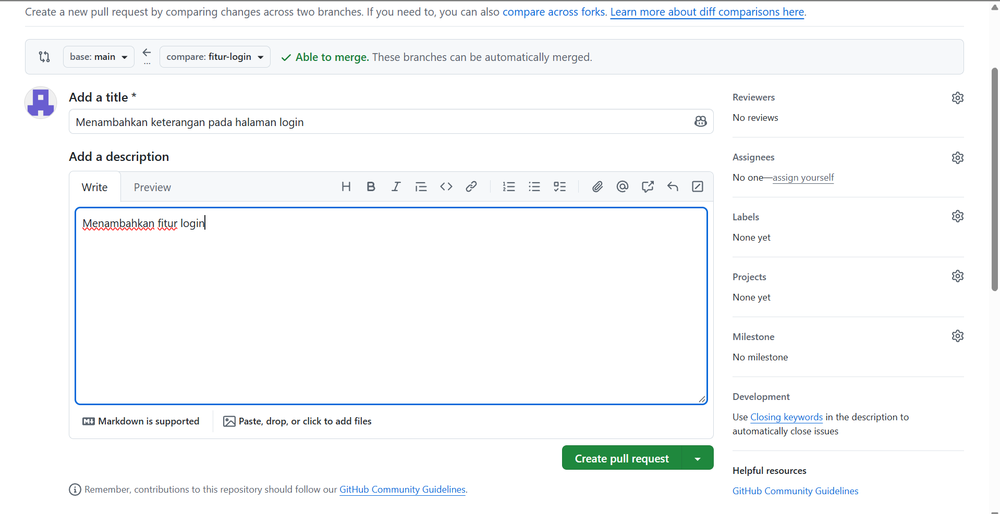 Create a new pull request by comparing changes across two branches. If you need to, you can also compare across forks. Learn more about diff comparisons here.
base: main
...
compare: fitur-login
Able to merge. These branches can be automatically merged.
Add a title *
Menambahkan keterangan pada halaman login
Add a description
Write
Preview
Menambahkan fitur login
Markdown is supported
Paste, drop, or click to add files
Create pull request
Remember, contributions to this repository should follow our GitHub Community Guidelines.
Reviewers
No reviews
Assignees
No one—assign yourself
Labels
None yet
Projects
None yet
Milestone
No milestone
Development
Use Closing keywords in the description to
automatically close issues
Helpful resources
GitHub Community Guidelines